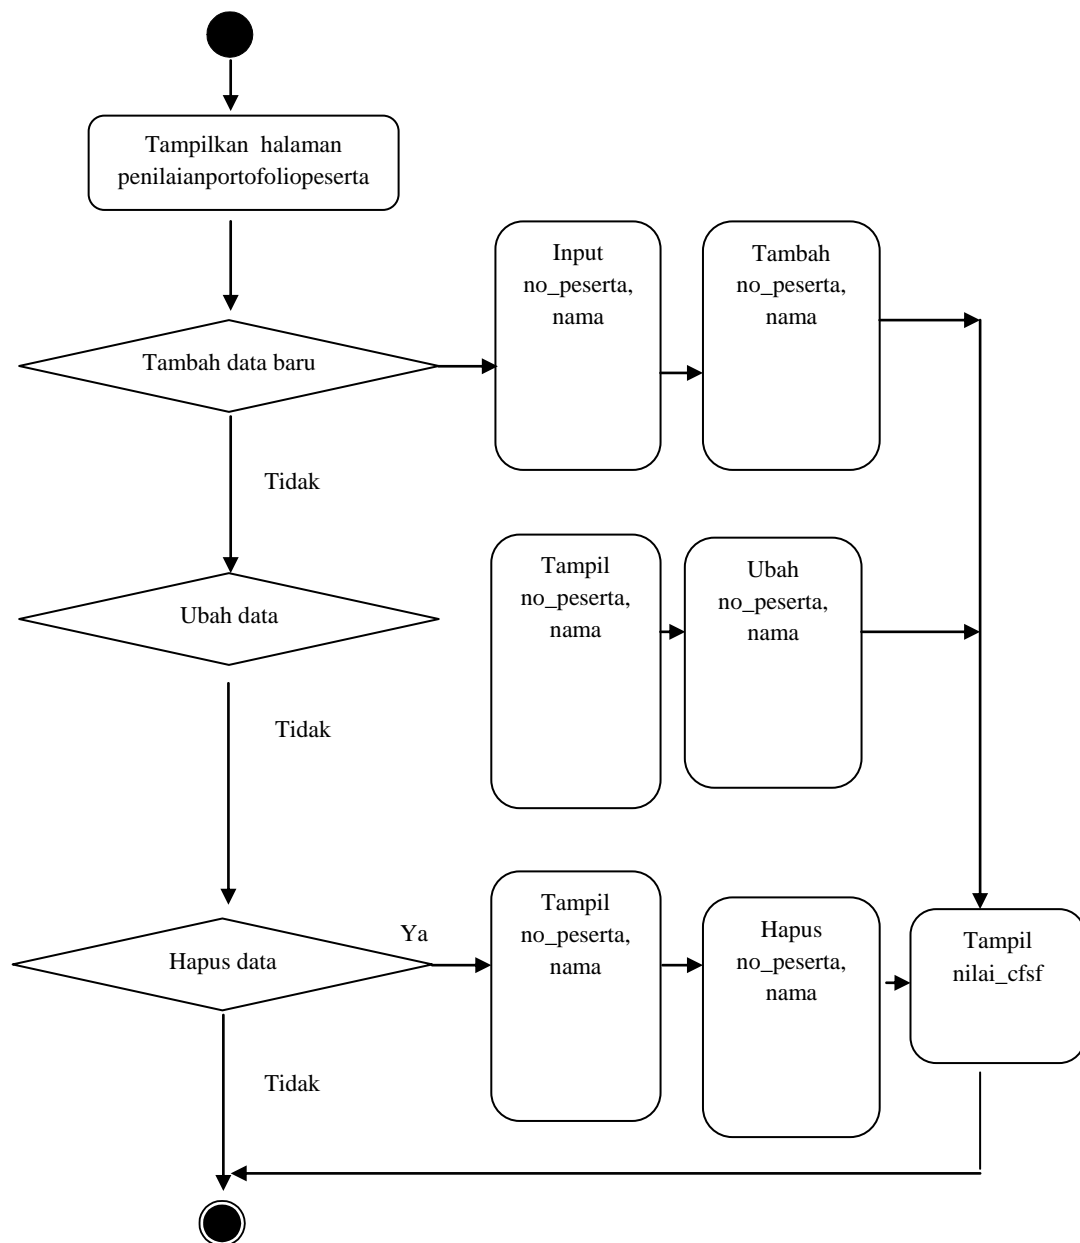 Tampilkan halaman
penilaianportofoliopeserta
Input
no_peserta,
nama
Tambah
no_peserta,
nama
Tambah data baru
Tidak
Tampil
no_peserta,
nama
Ubah
no_peserta,
nama
Ubah data
Tidak
Tampil
no_peserta,
nama
Hapus
no_peserta,
nama
Ya
Hapus data
Tampil
nilai_cfsf
Tidak